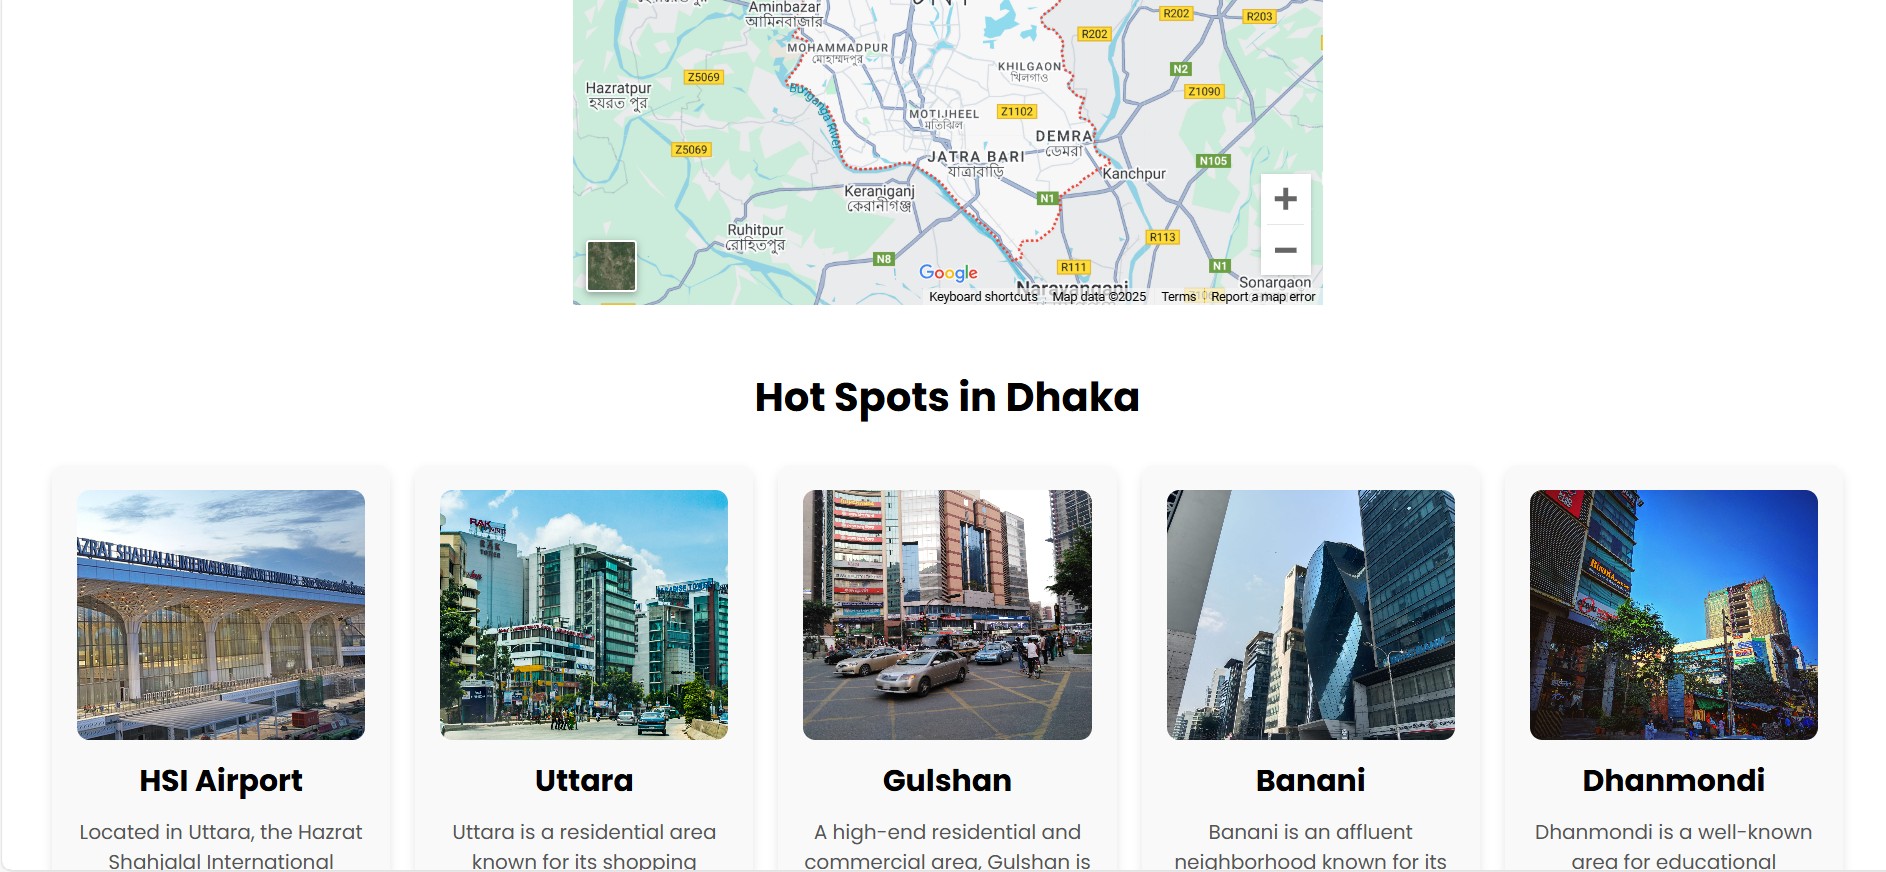 Aminbazar
আমিনবাজার
R202
R203
R202
MOHAMMADPUR
মোহাম্মদপুর
KHILGAON
খিলগাও
N2
Z5069
Hazratpur
হযরত পুর
Z1090
Buriganga River
MOTIJHEEL
মতিঝিল
Z1102
DEMRA
ডেমরা
Z5069
JATRA BARI
যাত্রাবাড়ি
N105
Kanchpur
Keraniganj
কেরানীগঞ্জ
N1
Ruhitpur
রোহিতপুর
R113
N8
Google
R111
N1
Narayanganj
Sonargaon
Keyboard shortcuts Map data ©2025 Terms Report a map error
Hot Spots in Dhaka
RAK
RAK
TOWER
HSI Airport
Uttara
Gulshan
Banani
Dhanmondi
Located in Uttara, the Hazrat
Shahjalal International
Uttara is a residential area
known for its shopping
A high-end residential and
commercial area, Gulshan is
Banani is an affluent
neighborhood known for its
Dhanmondi is a well-known
area for educational